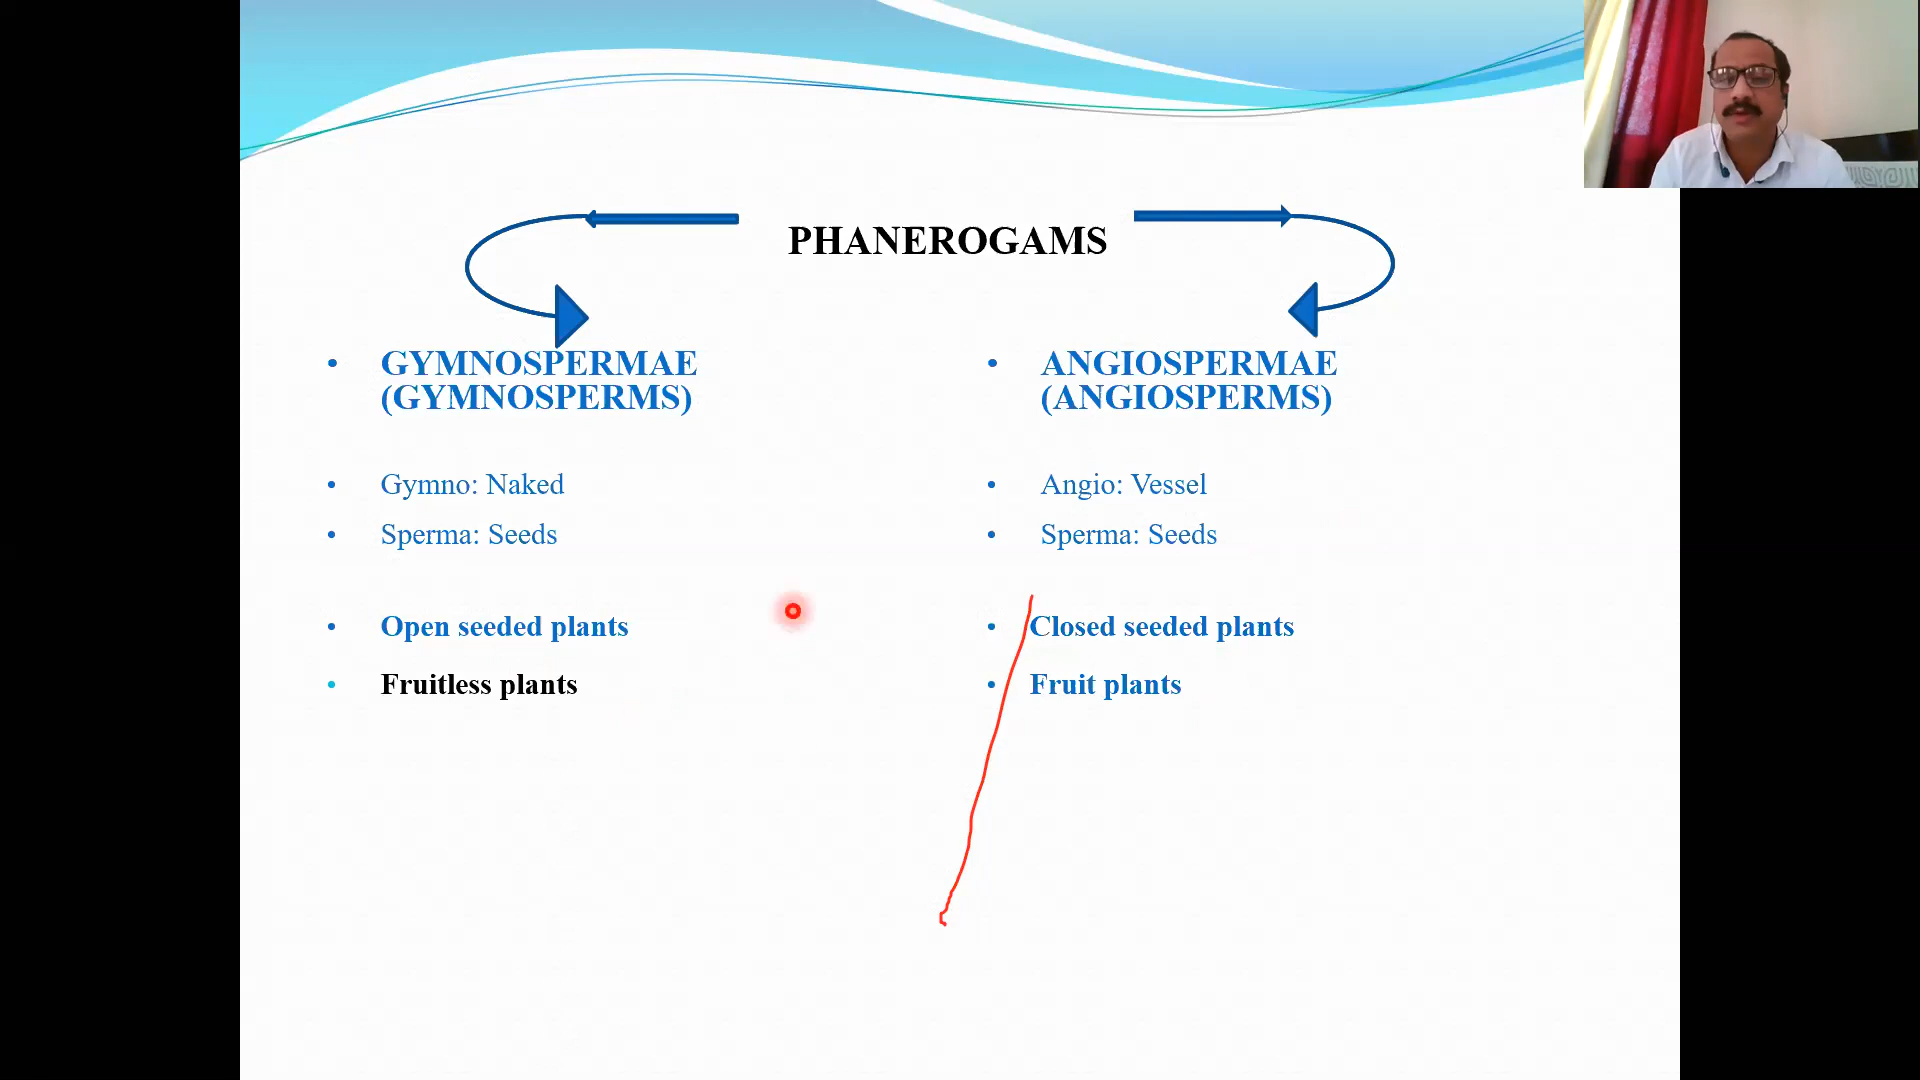 PHANEROGAMS
• GYMNOSPERMAE
(GYMNOSPERMS)
• Gymno: Naked
• Sperma: Seeds
• Open seeded plants
• Fruitless plants
• ANGIOSPERMAE
(ANGIOSPERMS)
• Angio: Vessel
• Sperma: Seeds
• Closed seeded plants
• Fruit plants